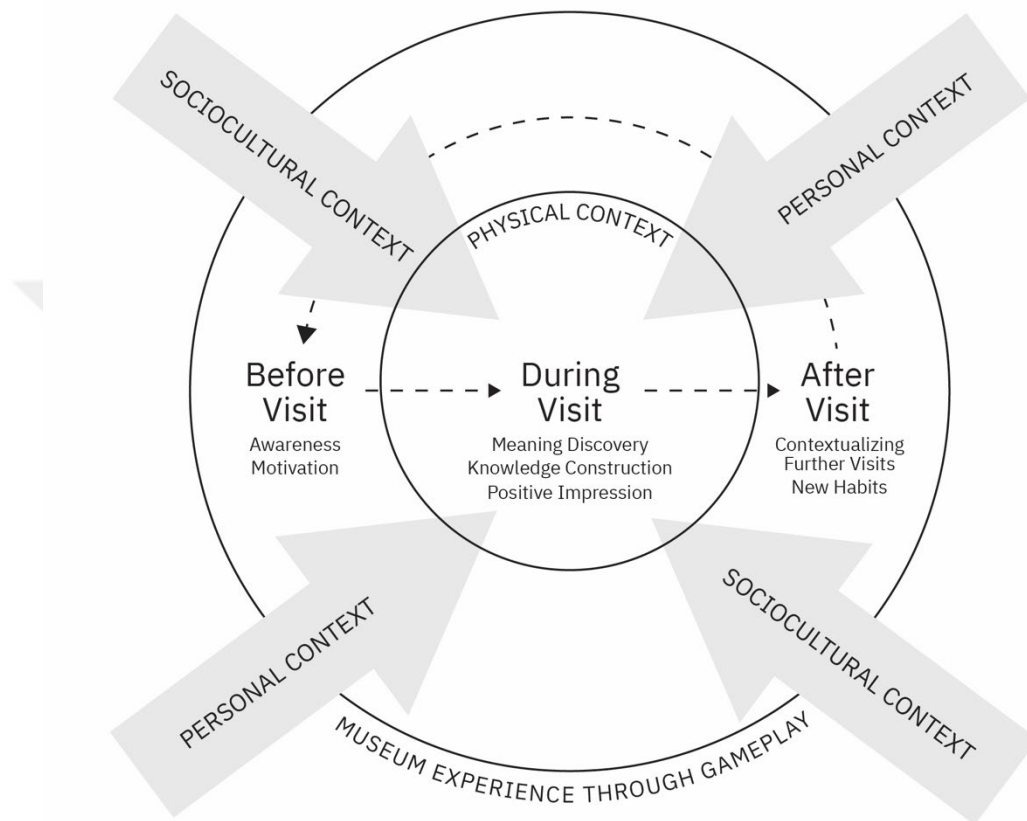 SOCIOCULTURAL CONTEXT
PERSONAL CONTEXT
PHYSICAL CONTEXT
Before
Visit
Awareness
Motivation
During
Visit
Meaning Discovery
Knowledge Construction
Positive Impression
After
Visit
Contextualizing
Further Visits
New Habits
PERSONAL CONTEXT
SOCIOCULTURAL CONTEXT
MUSEUM EXPERIENCE THROUGH GAMEPLAY